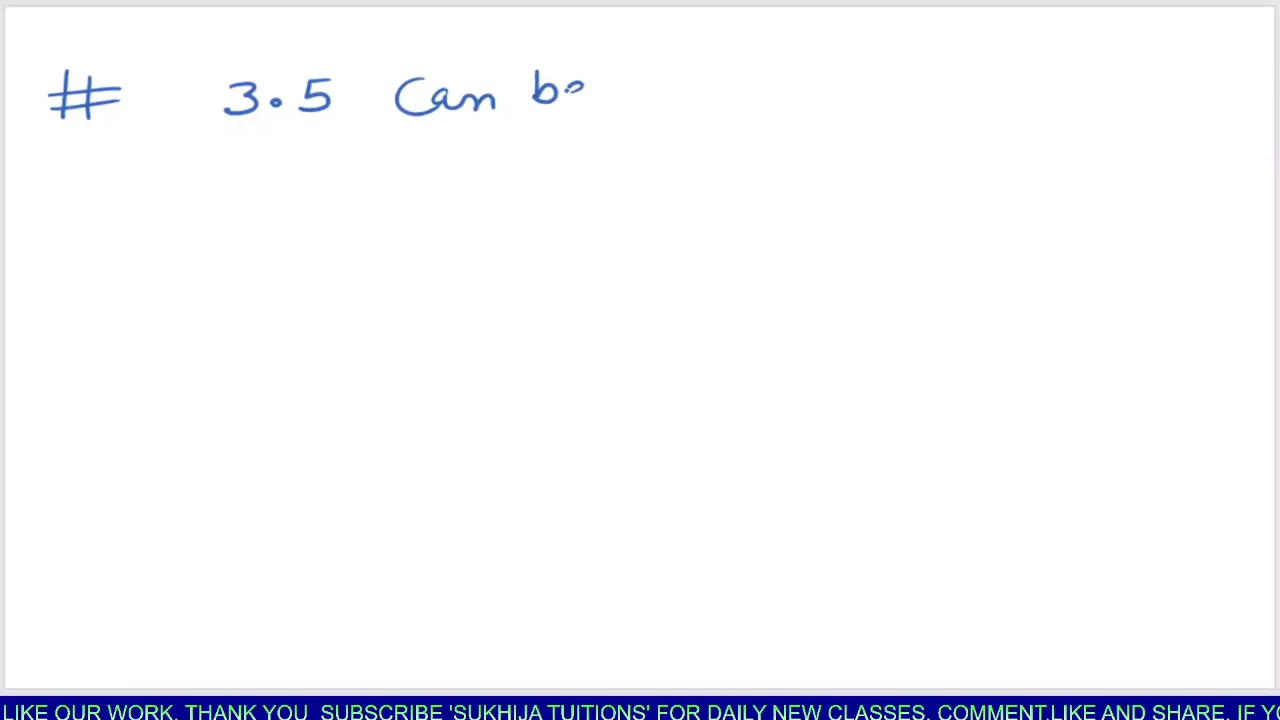 # 3.5 Can be
LIKE OUR WORK. THANK YOU SUBSCRIBE 'SUKHIJA TUITIONS' FOR DAILY NEW CLASSES. COMMENT,LIKE AND SHARE IF YO